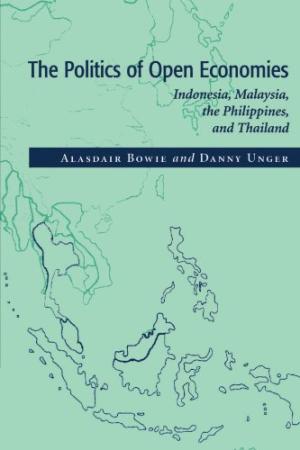 The Politics of Open Economies
Indonesia, Malaysia,
the Philippines,
and Thailand
Alasdair Bowie and Danny Unger